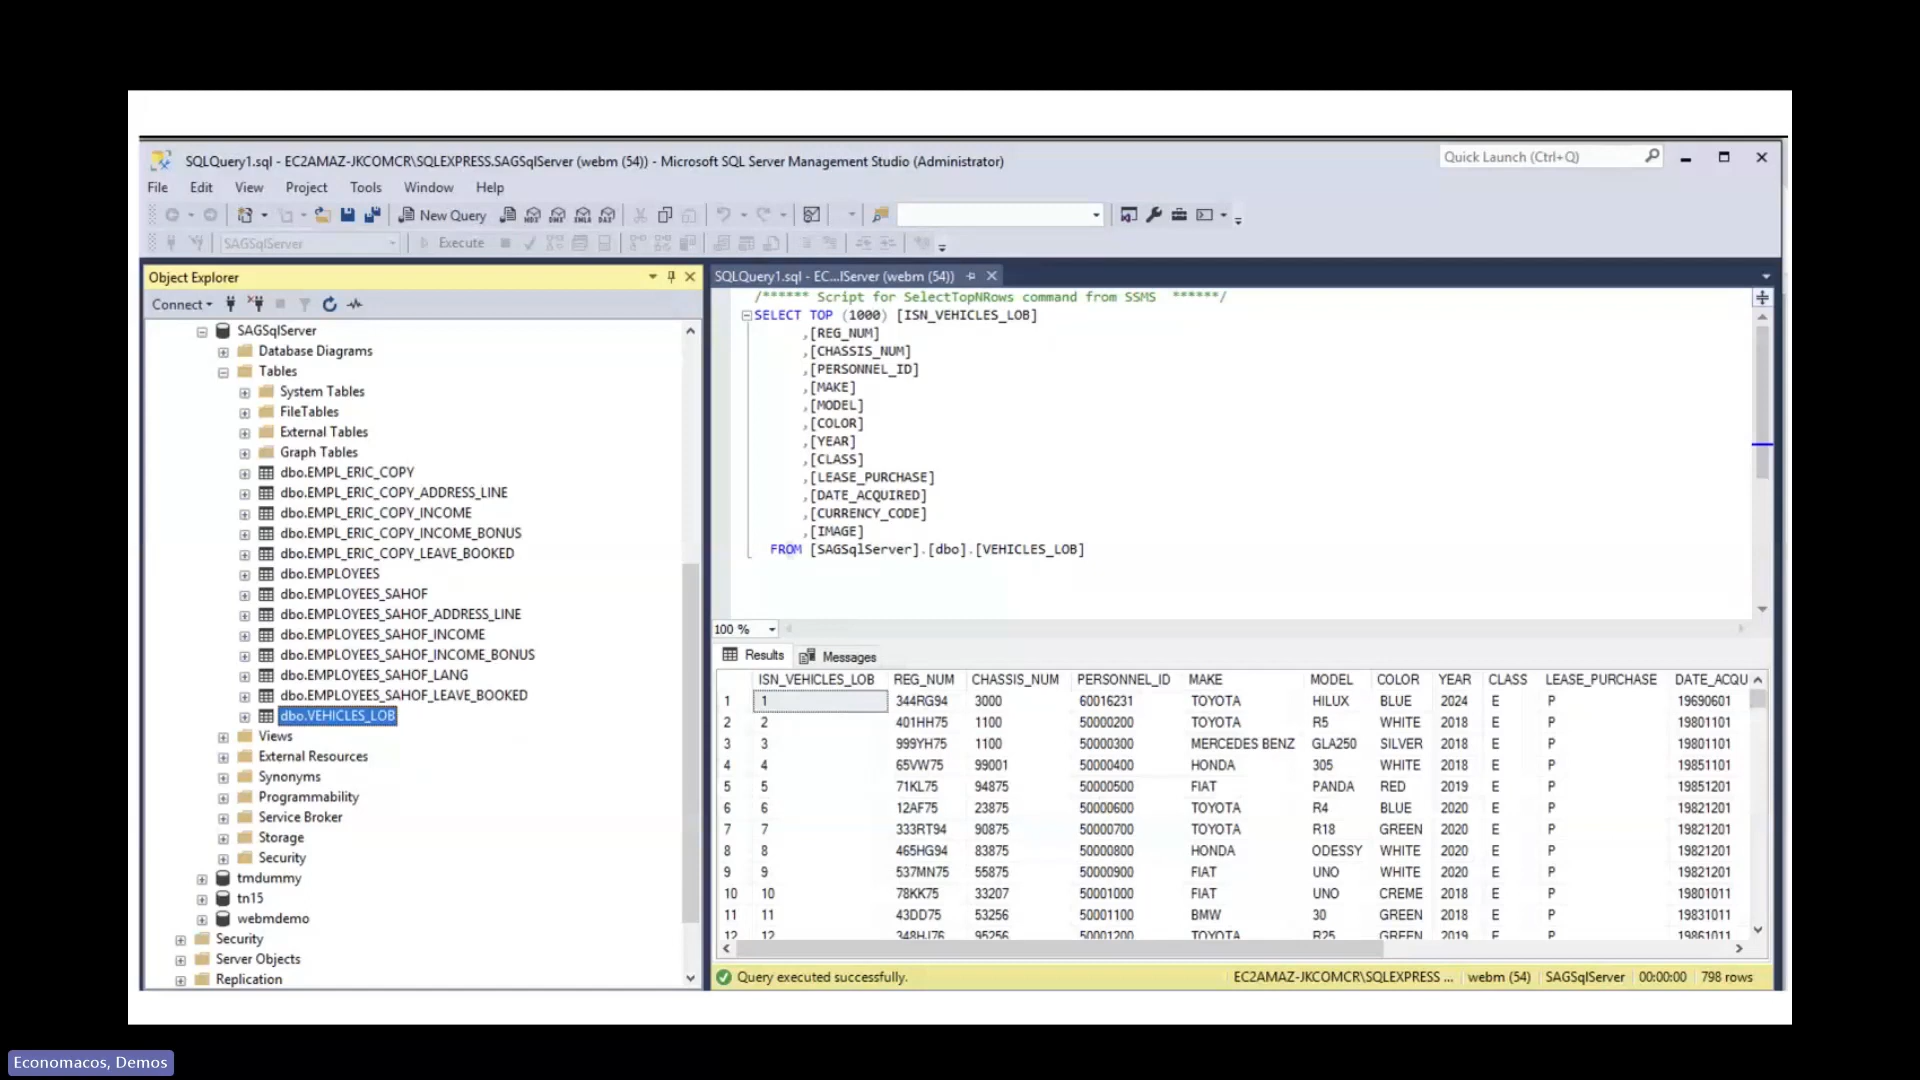 SQLQuery1.sql - EC2AMAZ-JKCOMCR\SQLEXPRESS.SAGSqlServer (webm (54)) - Microsoft SQL Server Management Studio (Administrator)
Quick Launch (Ctrl+Q)
File Edit View Project Tools Window Help
New Query
SAGSqlServer
Execute
Object Explorer
Connect
SAGSqlServer
Database Diagrams
Tables
System Tables
FileTables
External Tables
Graph Tables
dbo.EMPL_ERIC_COPY
dbo.EMPL_ERIC_COPY_ADDRESS_LINE
dbo.EMPL_ERIC_COPY_INCOME
dbo.EMPL_ERIC_COPY_INCOME_BONUS
dbo.EMPL_ERIC_COPY_LEAVE_BOOKED
dbo.EMPLOYEES
dbo.EMPLOYEES_SAHOF
dbo.EMPLOYEES_SAHOF_ADDRESS_LINE
dbo.EMPLOYEES_SAHOF_INCOME
dbo.EMPLOYEES_SAHOF_INCOME_BONUS
dbo.EMPLOYEES_SAHOF_LANG
dbo.EMPLOYEES_SAHOF_LEAVE_BOOKED
dbo.VEHICLES_LOB
Views
External Resources
Synonyms
Programmability
Service Broker
Storage
Security
tmdummy
tn15
webmdemo
Security
Server Objects
Replication
SQLQuery1.sql - EC...lServer (webm (54))
/****** Script for SelectTopNRows command from SSMS ******/
SELECT TOP (1000) [ISN_VEHICLES_LOB]
,[REG_NUM]
,[CHASSIS_NUM]
,[PERSONNEL_ID]
,[MAKE]
,[MODEL]
,[COLOR]
,[YEAR]
,[CLASS]
,[LEASE_PURCHASE]
,[DATE_ACQUIRED]
,[CURRENCY_CODE]
,[IMAGE]
FROM [SAGSqlServer].[dbo].[VEHICLES_LOB]
100 %
Results Messages
ISN_VEHICLES_LOB REG_NUM CHASSIS_NUM PERSONNEL_ID MAKE MODEL COLOR YEAR CLASS LEASE_PURCHASE DATE_ACQU
1 1 344RG94 3000 60016231 TOYOTA HILUX BLUE 2024 E P 19690601
2 2 401HH75 1100 50000200 TOYOTA R5 WHITE 2018 E P 19801101
3 3 999YH75 1100 50000300 MERCEDES BENZ GLA250 SILVER 2018 E P 19801101
4 4 65VW75 99001 50000400 HONDA 305 WHITE 2018 E P 19851101
5 5 71KL75 94875 50000500 FIAT PANDA RED 2019 E P 19851201
6 6 12AF75 23875 50000600 TOYOTA R4 BLUE 2020 E P 19821201
7 7 333RT94 90875 50000700 TOYOTA R18 GREEN 2020 E P 19821201
8 8 465HG94 83875 50000800 HONDA ODESSY WHITE 2020 E P 19821201
9 9 537MN75 55875 50000900 FIAT UNO WHITE 2020 E P 19821201
10 10 78KK75 33207 50001000 FIAT UNO CREME 2018 E P 19801011
11 11 43DD75 53256 50001100 BMW 30 GREEN 2018 E P 19831011
12 12 348HJ76 95256 50001200 TOYOTA R25 GREEN 2019 E P 19861011
Query executed successfully. EC2AMAZ-JKCOMCR\SQLEXPRESS ... webm (54) SAGSqlServer 00:00:00 798 rows
Economacos, Demos